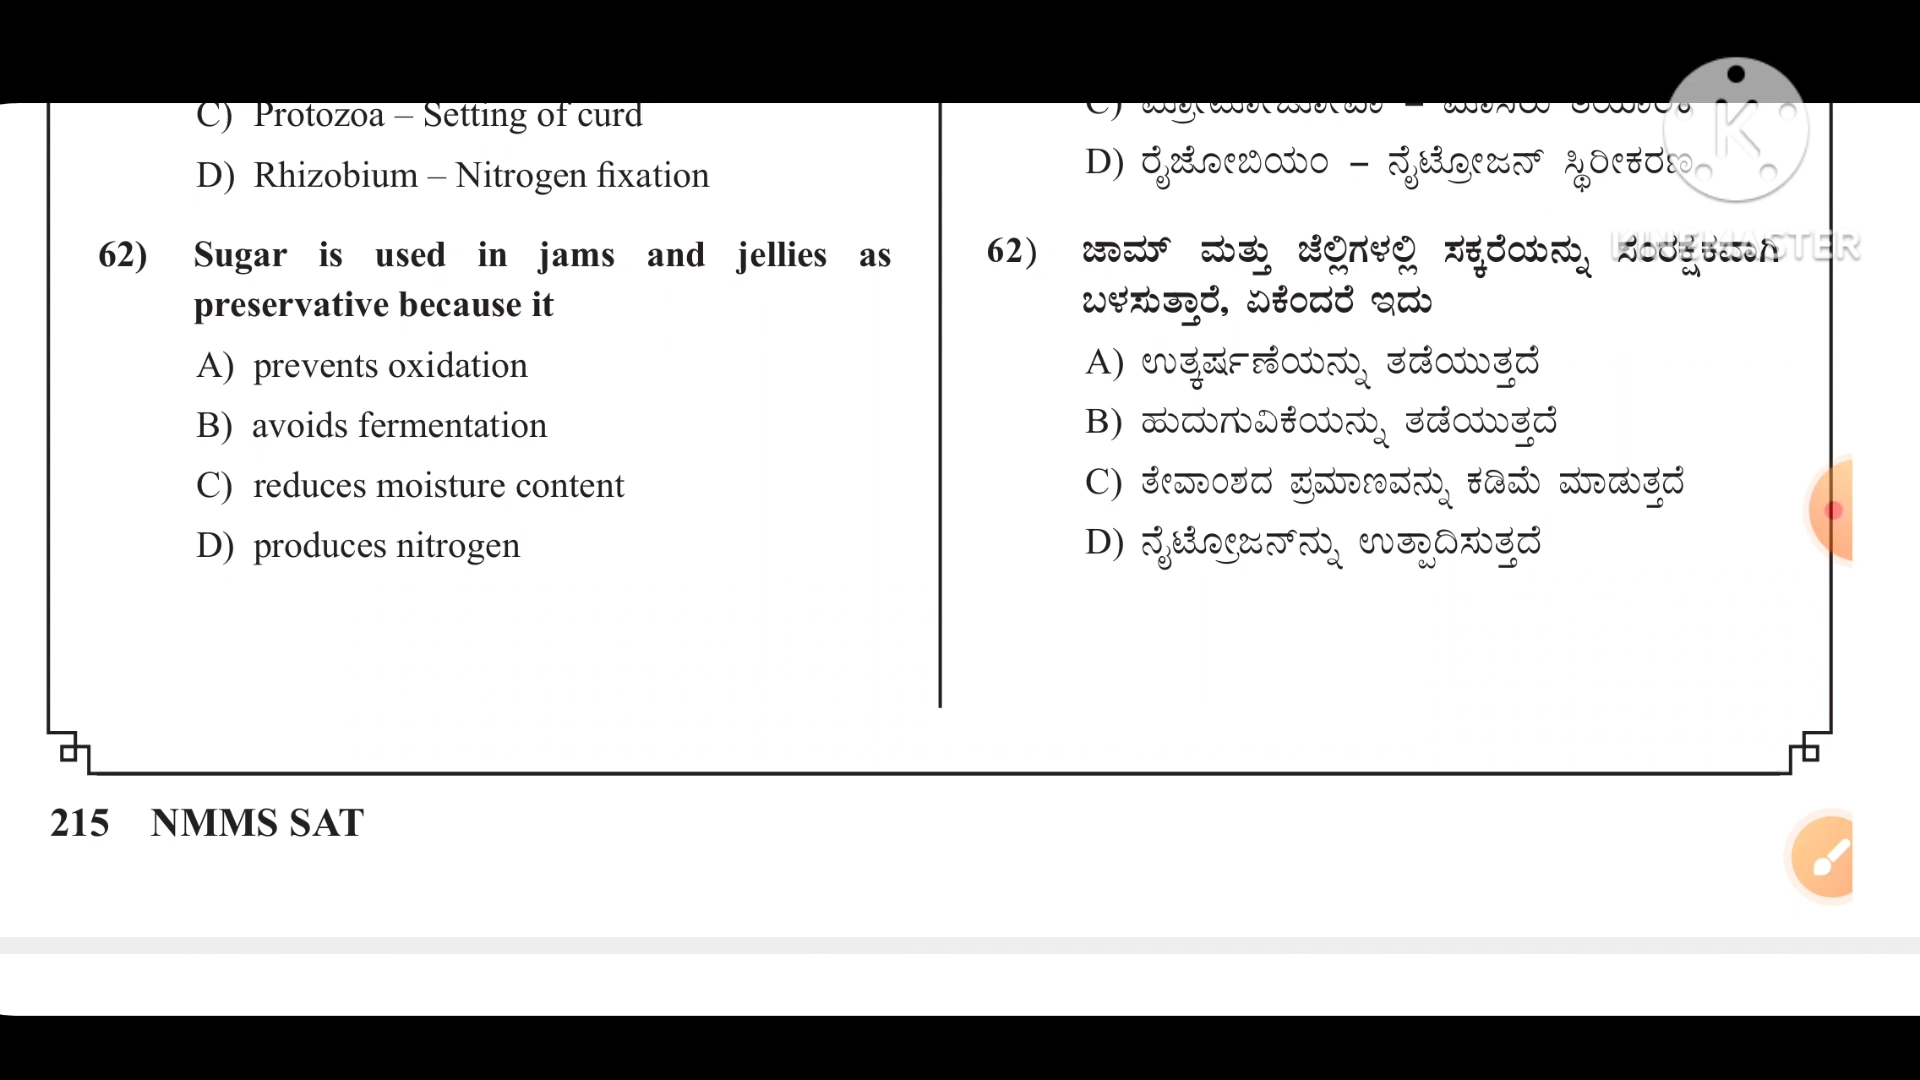 C) Protozoa – Setting of curd
D) Rhizobium – Nitrogen fixation
62) Sugar is used in jams and jellies as
preservative because it
A) prevents oxidation
B) avoids fermentation
C) reduces moisture content
D) produces nitrogen
C) ಪ್ರೋಟೋಜೋವಾ – ಮೊಸರು ತಯಾರಿಕೆ
D) ರೈಜೋಬಿಯಂ – ನೈಟ್ರೋಜನ್ ಸ್ಥಿರೀಕರಣ
62) ಜಾಮ್ ಮತ್ತು ಜೆಲ್ಲಿಗಳಲ್ಲಿ ಸಕ್ಕರೆಯನ್ನು ಸಂರಕ್ಷಕವಾಗಿ
ಬಳಸುತ್ತಾರೆ, ಏಕೆಂದರೆ ಇದು
A) ಉತ್ಕರ್ಷಣೆಯನ್ನು ತಡೆಯುತ್ತದೆ
B) ಹುದುಗುವಿಕೆಯನ್ನು ತಡೆಯುತ್ತದೆ
C) ತೇವಾಂಶದ ಪ್ರಮಾಣವನ್ನು ಕಡಿಮೆ ಮಾಡುತ್ತದೆ
D) ನೈಟ್ರೋಜನ್‌ನ್ನು ಉತ್ಪಾದಿಸುತ್ತದೆ
215 NMMS SAT
K
KINEMASTER